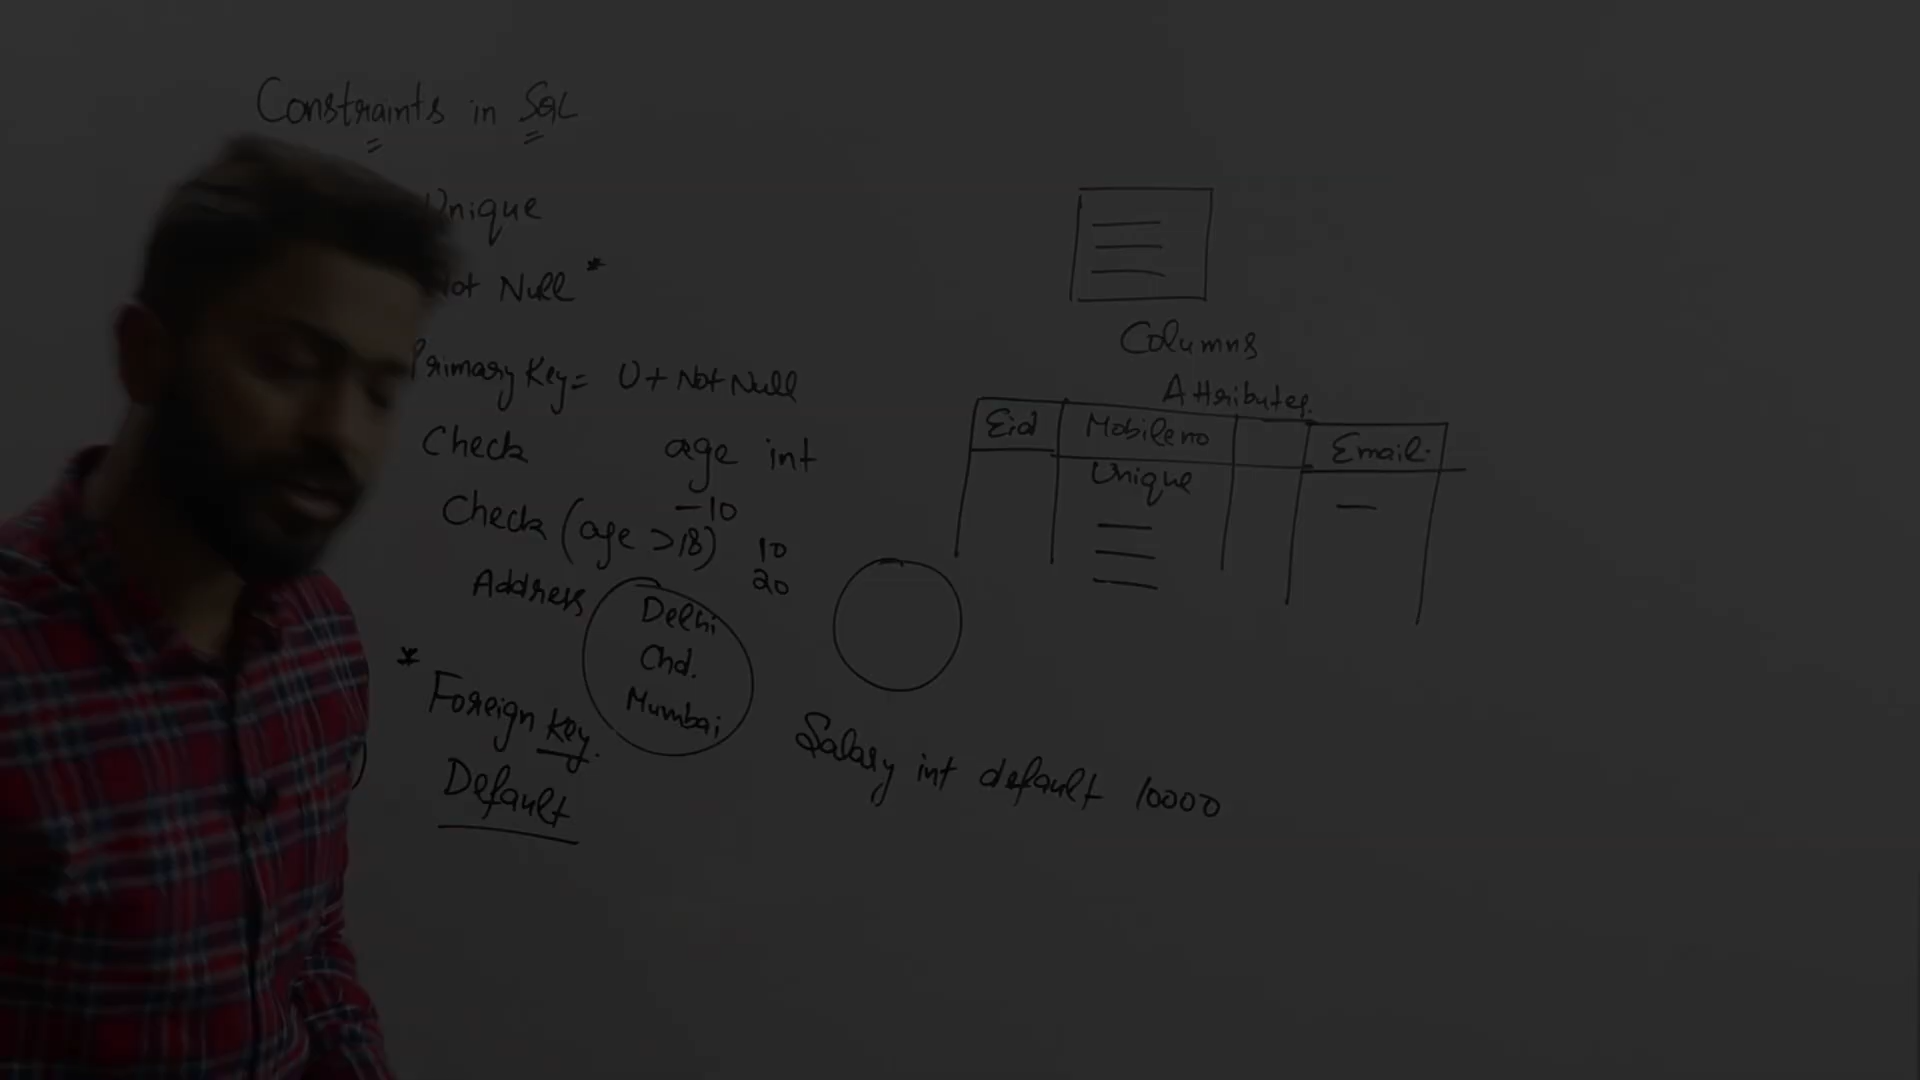 Constraints in SQL
Unique
Not Null *
Primary Key = U + Not Null
Check age int
-10
Check (age > 18) 10
20
Address Delhi
Chd.
Mumbai
* Foreign Key.
Default
Salary int default 10000
Columns
Attributes.
Eid Mobileno Email.
Unique